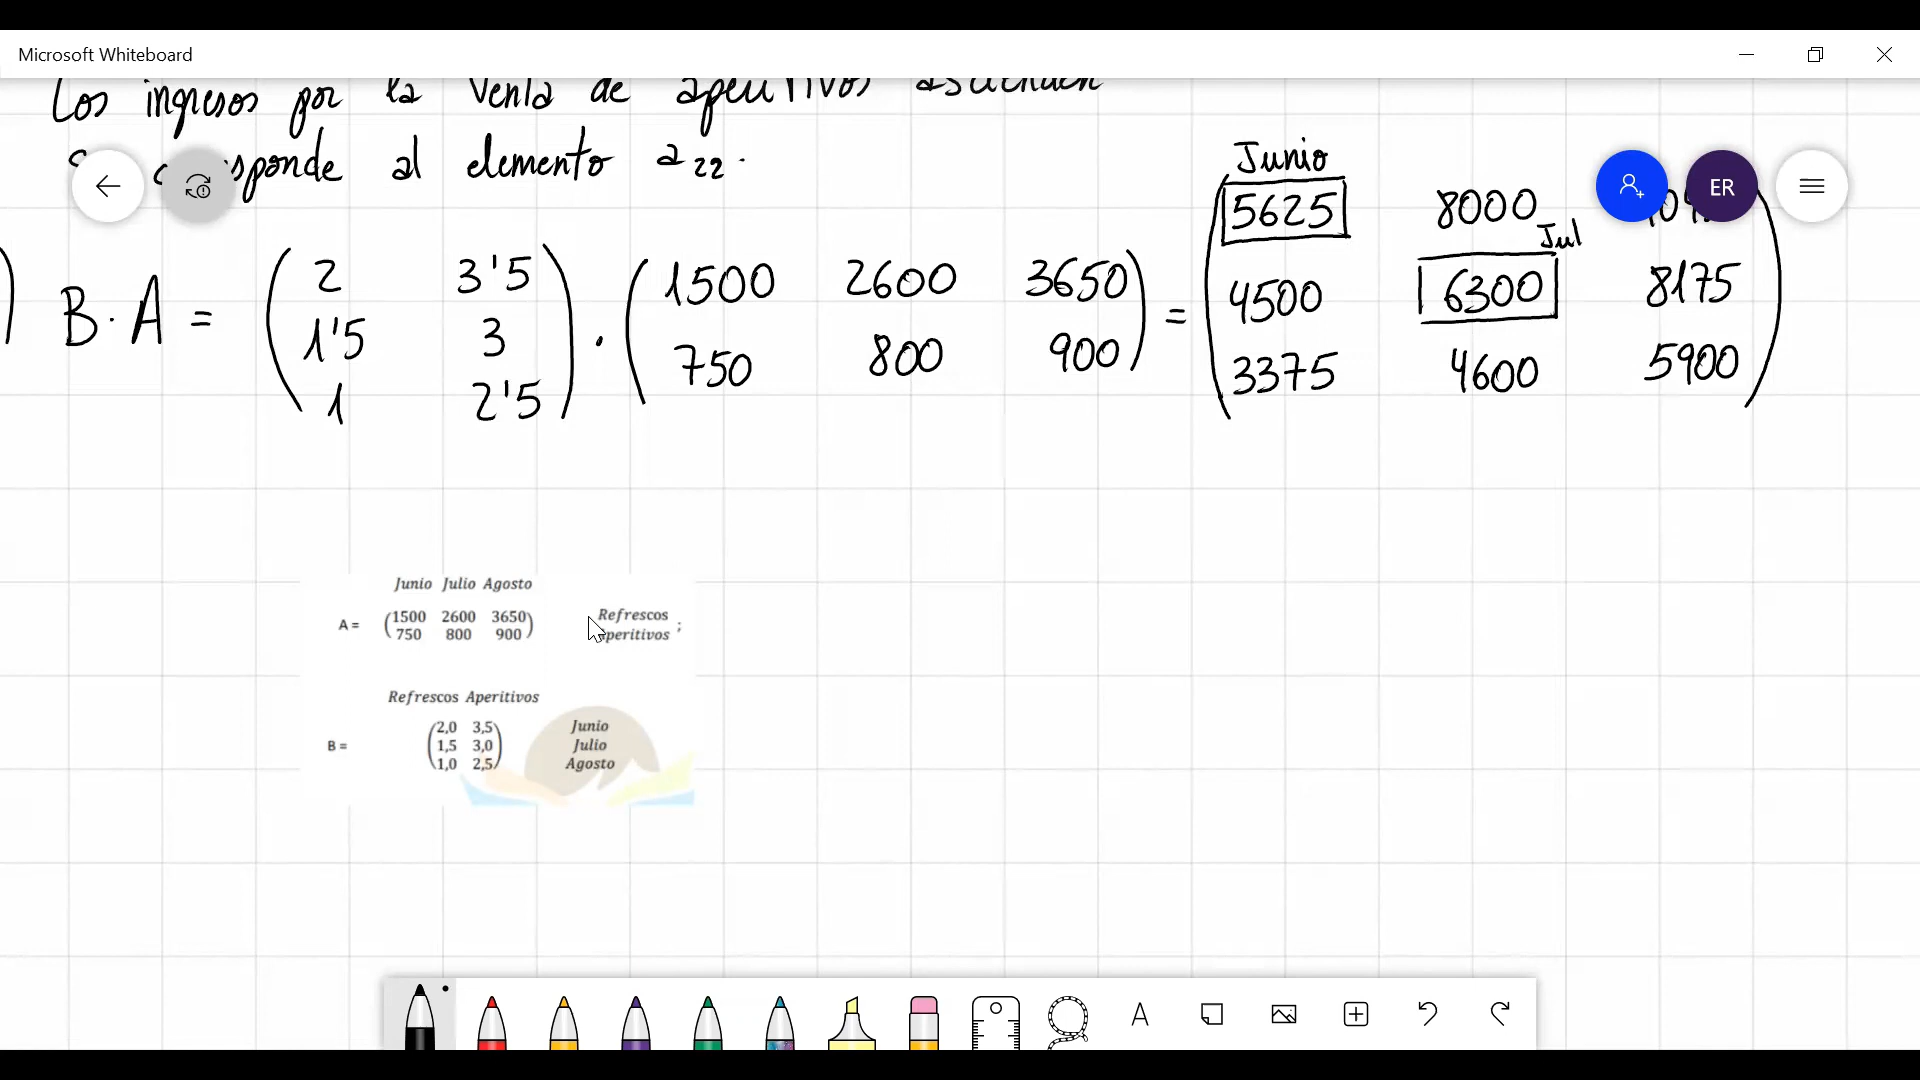 Microsoft Whiteboard
Los ingresos por la venta de aperitivos ascienden
al elemento a22.
Junio
ER
5625 8000
Jul
B · A = ( 2 3'5 ) · ( 1500 2600 3650 ) = 4500 6300 8175
1'5 3 750 800 900
1 2'5 3375 4600 5900
Junio Julio Agosto
A = (1500 2600 3650) Refrescos ;
750 800 900 peritivos
Refrescos Aperitivos
2,0 3,5 Junio
B = 1,5 3,0 Julio
1,0 2,5 Agosto
A